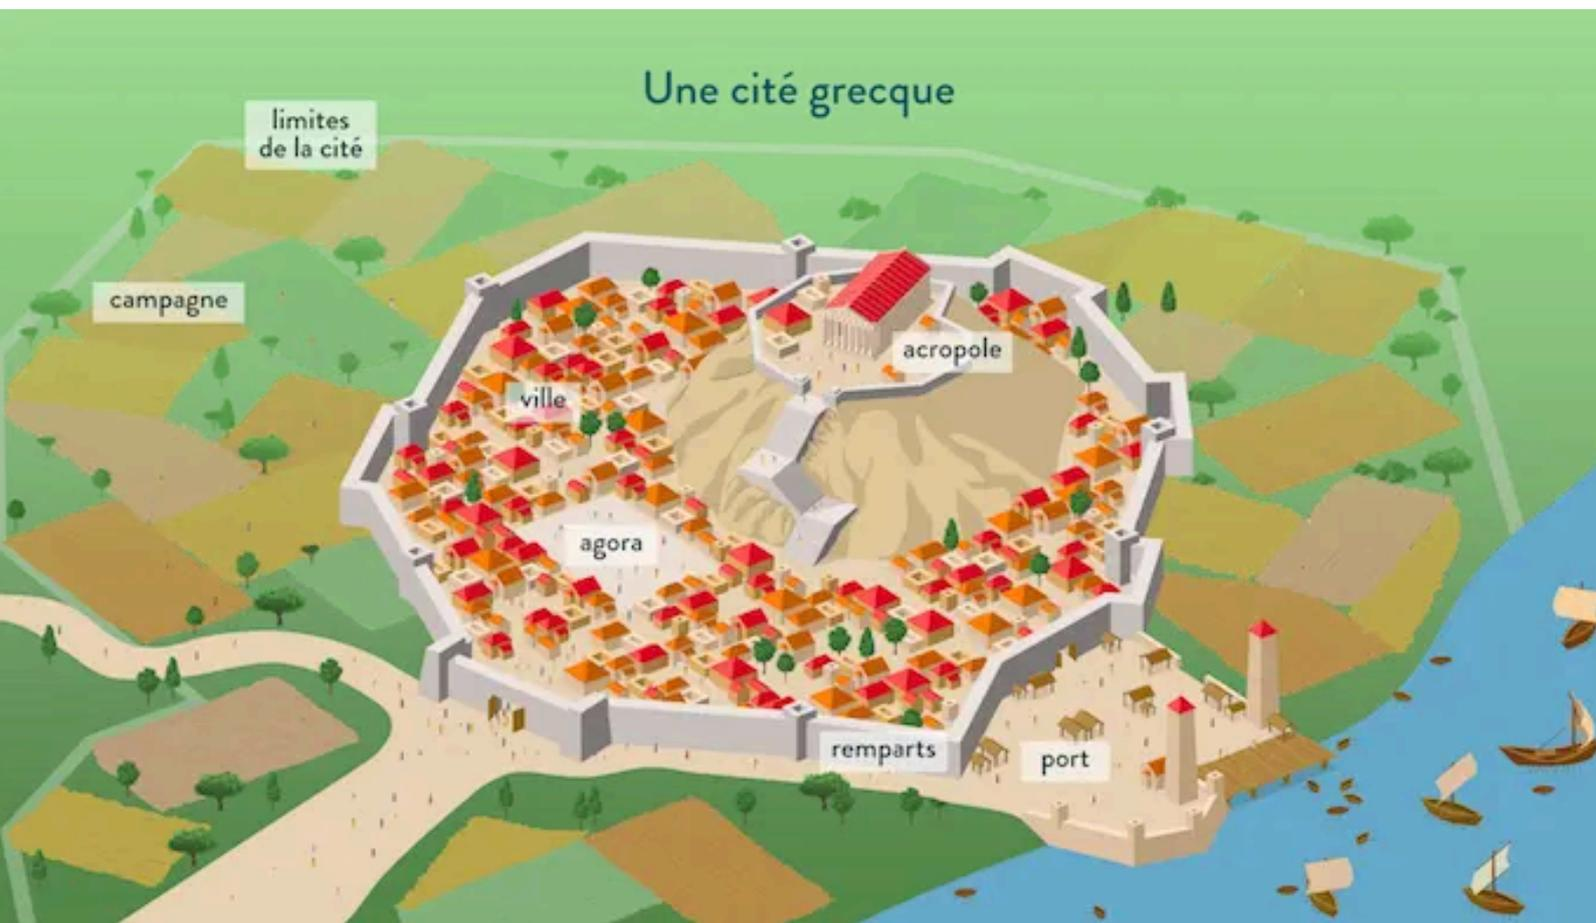 Une cité grecque
limites
de la cité
campagne
acropole
ville
agora
remparts
port